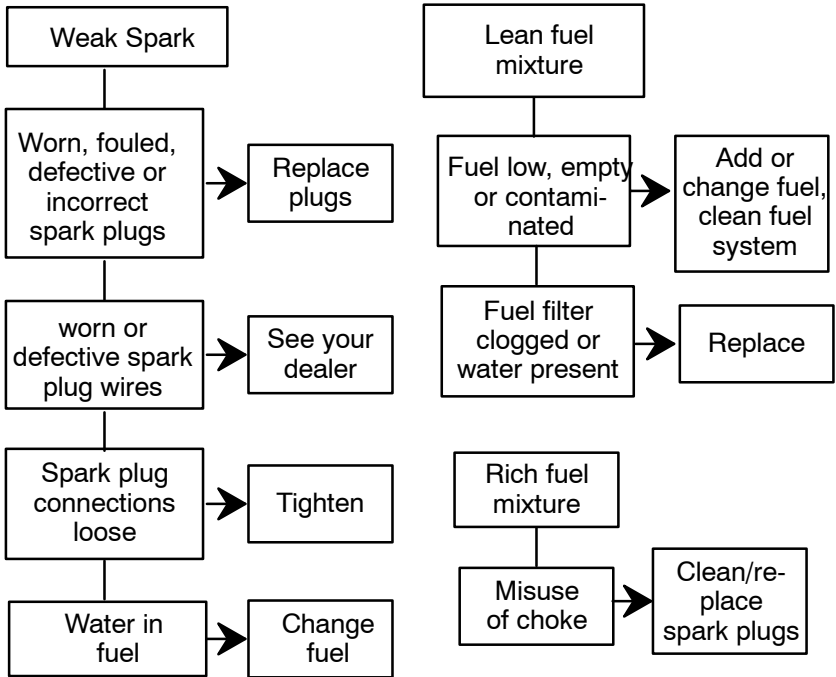 Weak Spark
Worn, fouled,
defective or
incorrect
spark plugs
Replace
plugs
worn or
defective spark
plug wires
See your
dealer
Spark plug
connections
loose
Tighten
Water in
fuel
Change
fuel
Lean fuel
mixture
Fuel low, empty
or contami-
nated
Add or
change fuel,
clean fuel
system
Fuel filter
clogged or
water present
Replace
Rich fuel
mixture
Misuse
of choke
Clean/re-
place
spark plugs